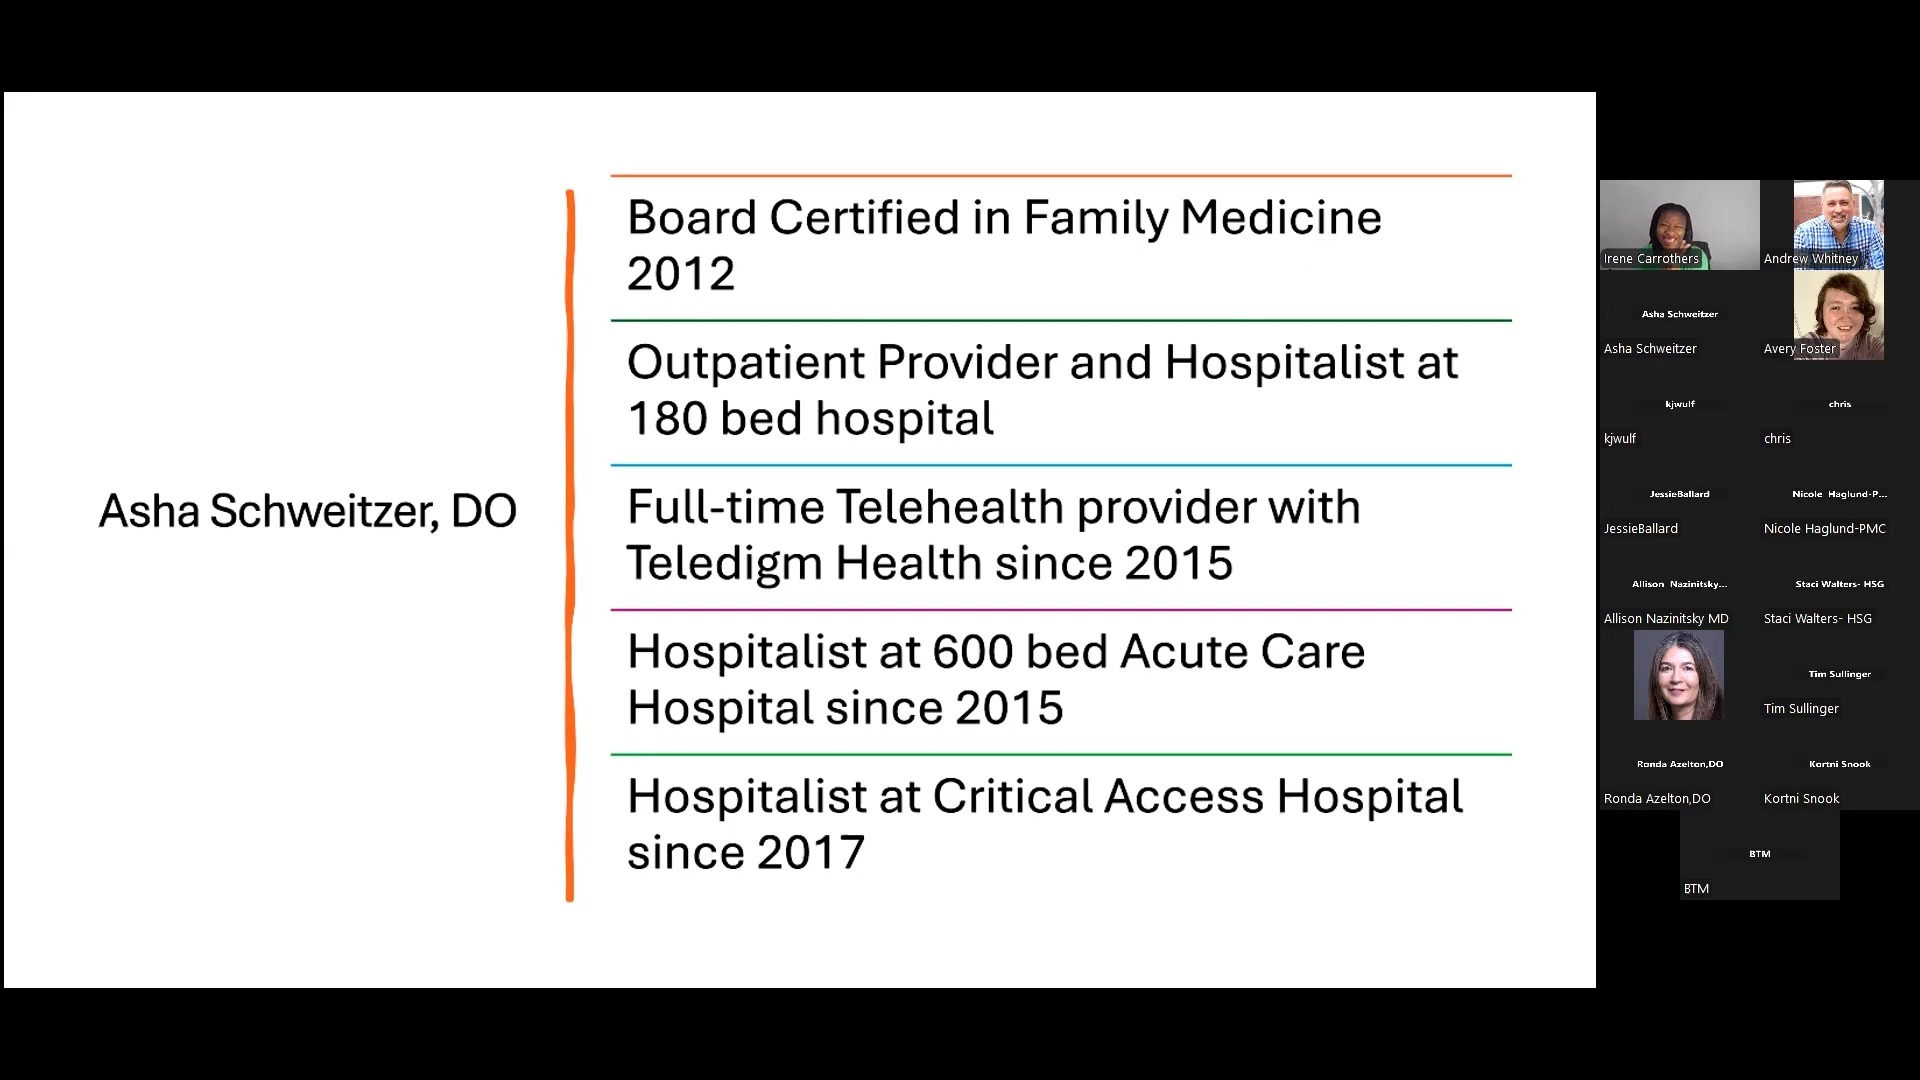 Asha Schweitzer, DO
Board Certified in Family Medicine
2012
Outpatient Provider and Hospitalist at
180 bed hospital
Full-time Telehealth provider with
Teledigm Health since 2015
Hospitalist at 600 bed Acute Care
Hospital since 2015
Hospitalist at Critical Access Hospital
since 2017
Irene Carrothers
Andrew Whitney
Asha Schweitzer
Asha Schweitzer
Avery Foster
kjwulf
kjwulf
chris
chris
JessieBallard
JessieBallard
Nicole Haglund-P...
Nicole Haglund-PMC
Allison Nazinitsky...
Allison Nazinitsky MD
Staci Walters- HSG
Staci Walters- HSG
Tim Sullinger
Tim Sullinger
Ronda Azelton,DO
Ronda Azelton,DO
Kortni Snook
Kortni Snook
BTM
BTM